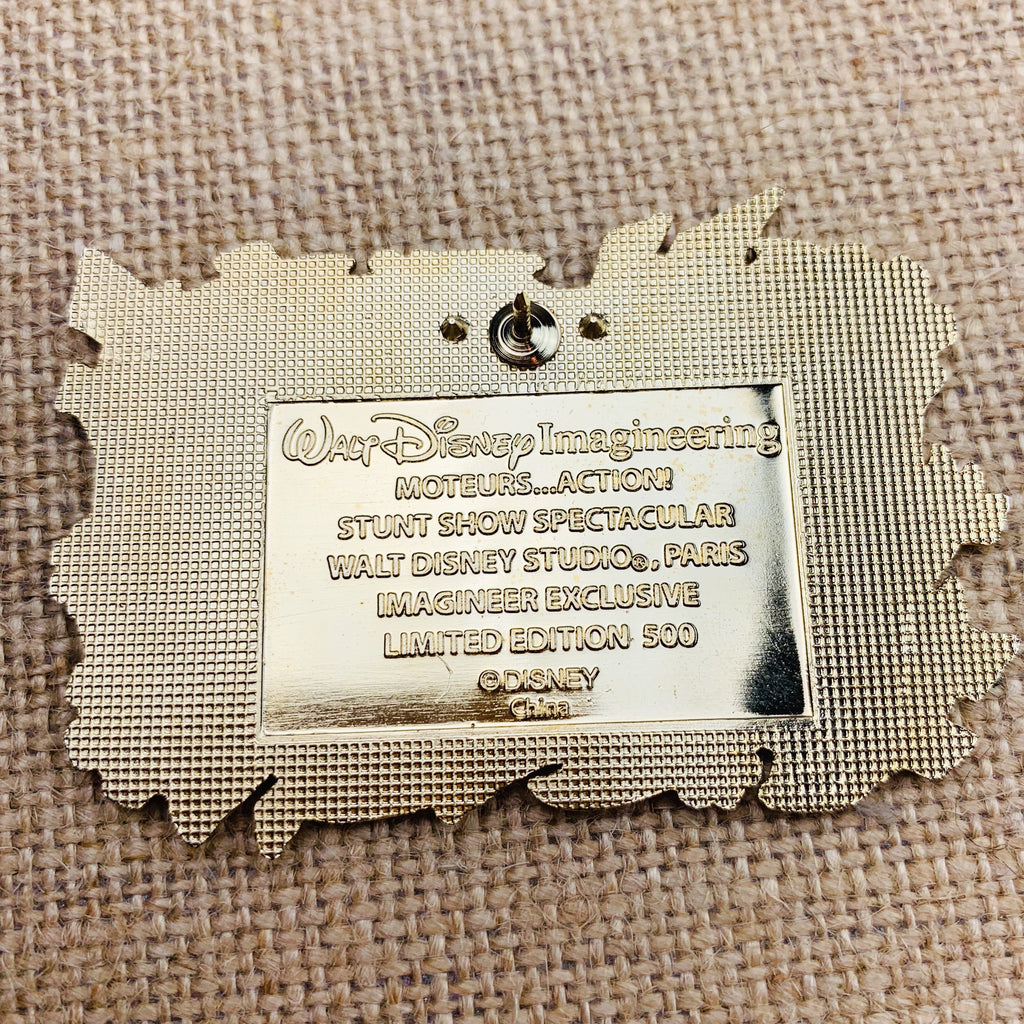 Walt Disney Imagineering
MOTEURS...ACTION!
STUNT SHOW SPECTACULAR
WALT DISNEY STUDIO®, PARIS
IMAGINEER EXCLUSIVE
LIMITED EDITION 500
©DISNEY
China